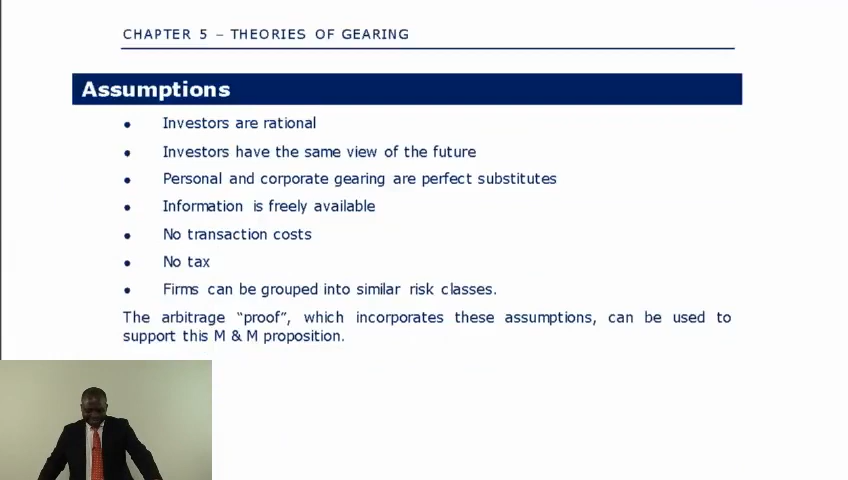 CHAPTER 5 – THEORIES OF GEARING
Assumptions
• Investors are rational
• Investors have the same view of the future
• Personal and corporate gearing are perfect substitutes
• Information is freely available
• No transaction costs
• No tax
• Firms can be grouped into similar risk classes.
The arbitrage “proof”, which incorporates these assumptions, can be used to
support this M & M proposition.